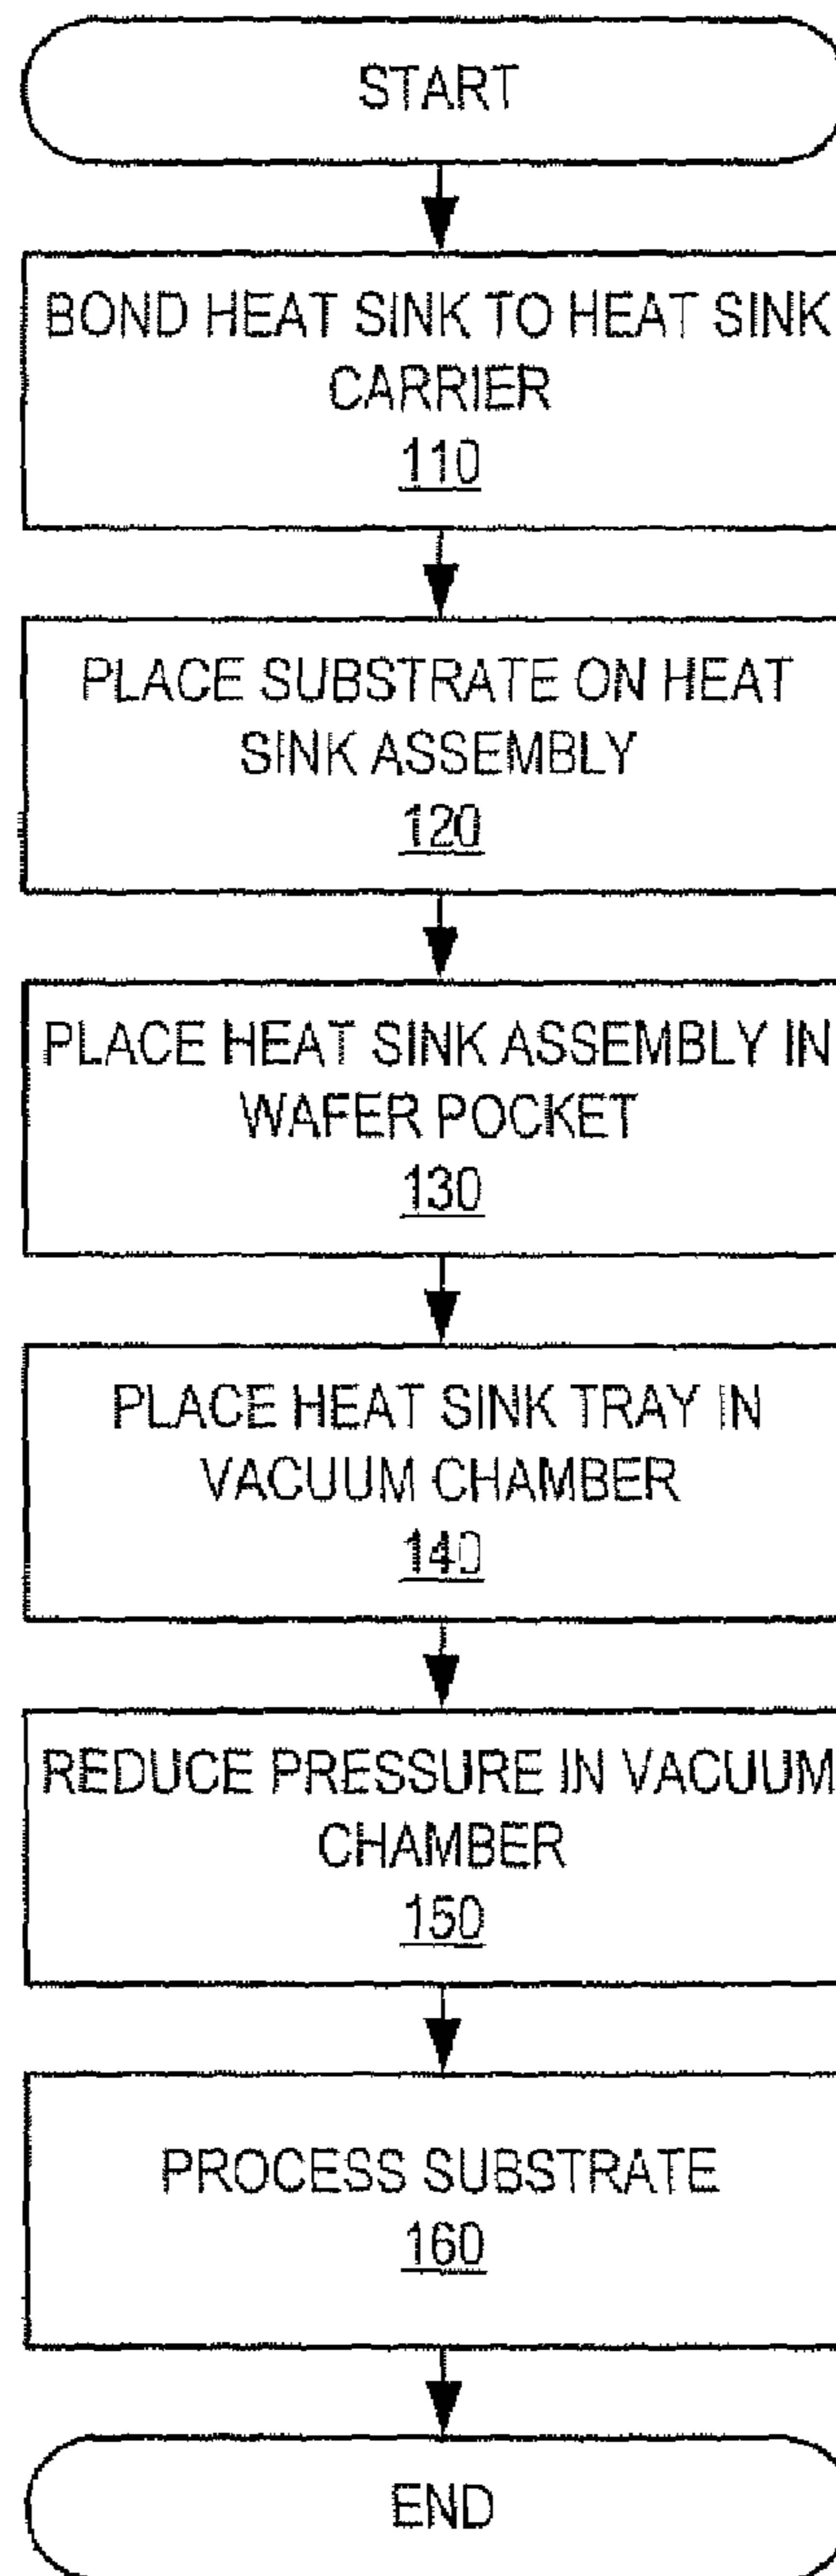 START
BOND HEAT SINK TO HEAT SINK
CARRIER
110
PLACE SUBSTRATE ON HEAT
SINK ASSEMBLY
120
PLACE HEAT SINK ASSEMBLY IN
WAFER POCKET
130
PLACE HEAT SINK TRAY IN
VACUUM CHAMBER
140
REDUCE PRESSURE IN VACUUM
CHAMBER
150
PROCESS SUBSTRATE
160
END